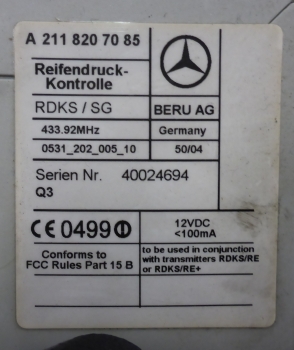 A 211 820 70 85
Reifendruck-
Kontrolle
RDKS / SG
BERU AG
433.92MHz
Germany
0531_202_005_10
50/04
Serien Nr. 40024694
Q3
CE 0499
12VDC
<100mA
Conforms to
FCC Rules Part 15 B
to be used in conjunction
with transmitters RDKS/RE
or RDKS/RE+